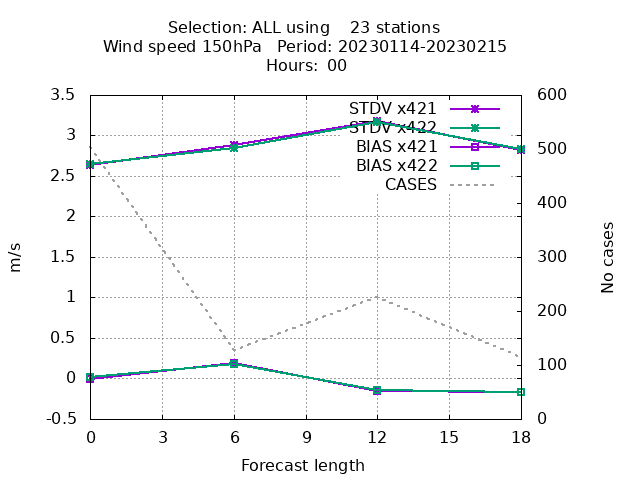 Selection: ALL using    23 stations
Wind speed 150hPa   Period: 20230114-20230215
Hours: 00
3.5
3
2.5
2
1.5
1
0.5
0
-0.5
m/s
STDV x421
STDV x422
BIAS x421
BIAS x422
CASES
600
500
400
300
200
100
0
No cases
0 3 6 9 12 15 18
Forecast length